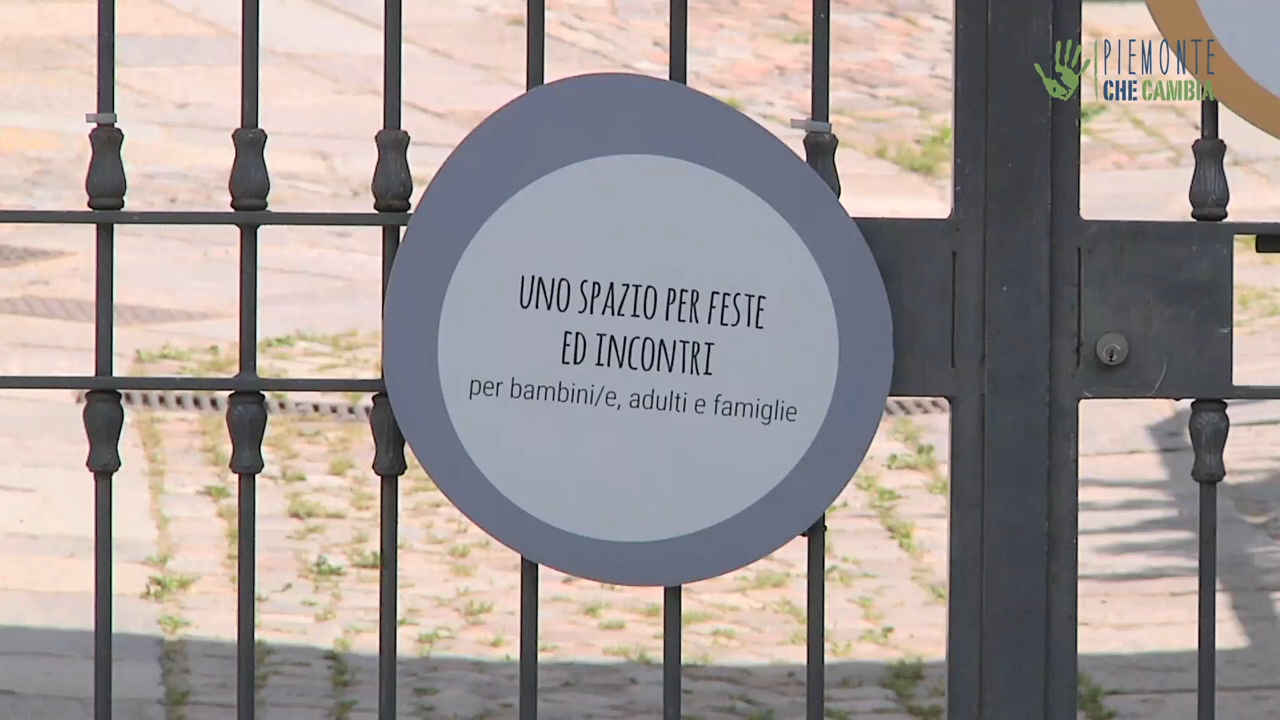 PIEMONTE
CHE CAMBIA
UNO SPAZIO PER FESTE
ED INCONTRI
per bambini/e, adulti e famiglie